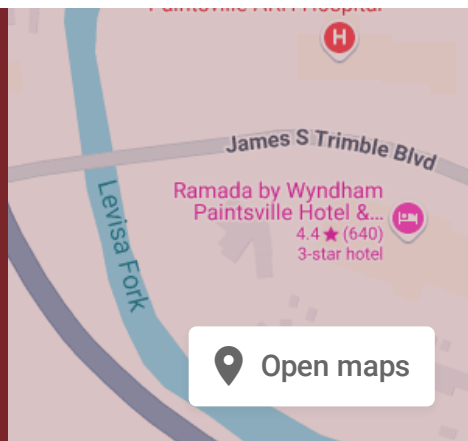 Paintsville ARH Hospital
H
James S Trimble Blvd
Ramada by Wyndham
Paintsville Hotel &...
4.4★(640)
3-star hotel
Levisa Fork
Open maps